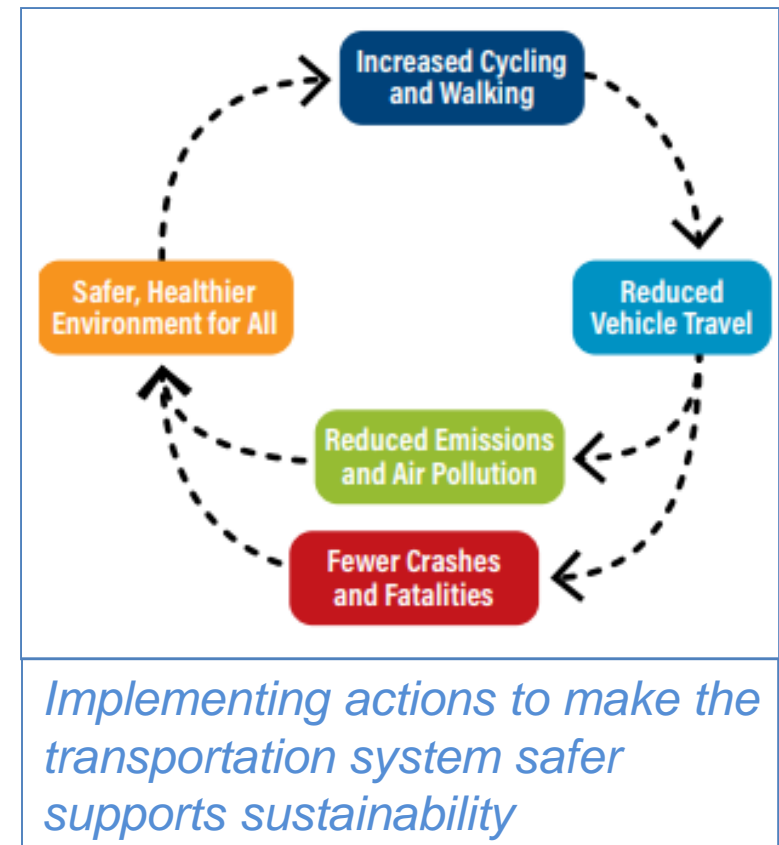 Increased Cycling
and Walking
Safer, Healthier
Environment for All
Reduced
Vehicle Travel
Reduced Emissions
and Air Pollution
Fewer Crashes
and Fatalities
Implementing actions to make the
transportation system safer
supports sustainability